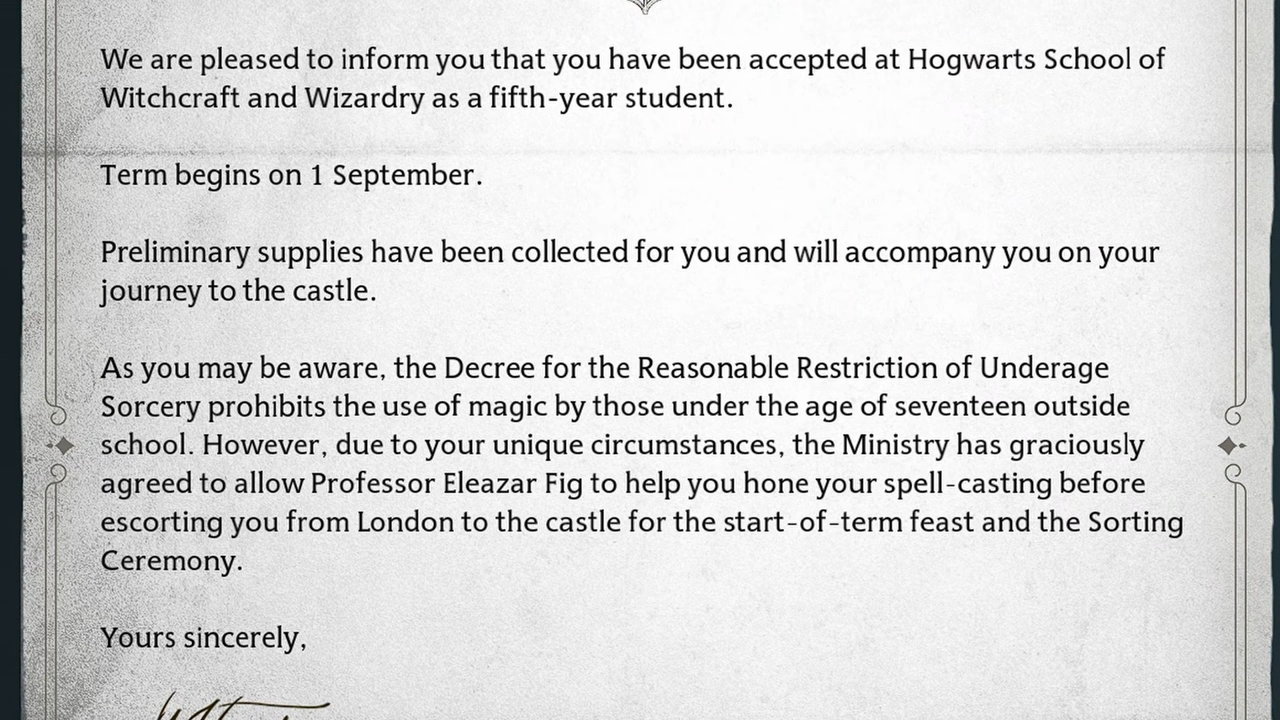 We are pleased to inform you that you have been accepted at Hogwarts School of
Witchcraft and Wizardry as a fifth-year student.
Term begins on 1 September.
Preliminary supplies have been collected for you and will accompany you on your
journey to the castle.
As you may be aware, the Decree for the Reasonable Restriction of Underage
Sorcery prohibits the use of magic by those under the age of seventeen outside
school. However, due to your unique circumstances, the Ministry has graciously
agreed to allow Professor Eleazar Fig to help you hone your spell-casting before
escorting you from London to the castle for the start-of-term feast and the Sorting
Ceremony.
Yours sincerely,